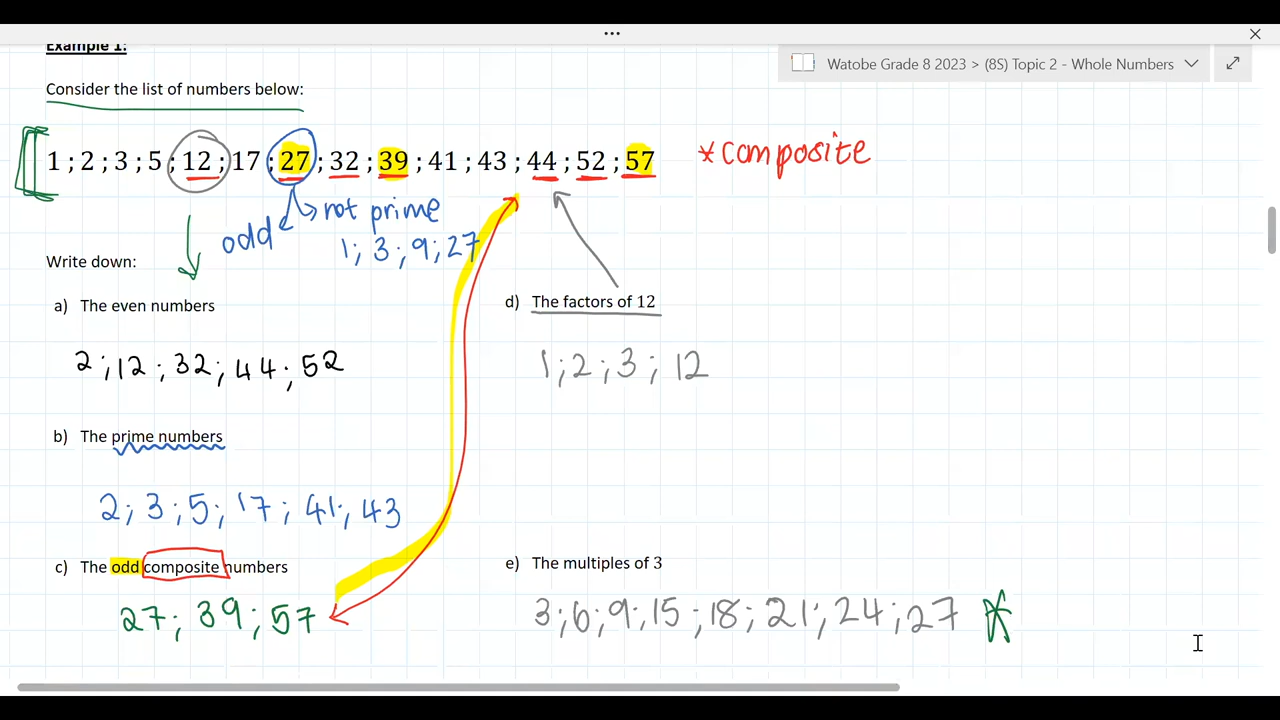 Example 1:
Watobe Grade 8 2023 > (8S) Topic 2 - Whole Numbers
Consider the list of numbers below:
1 ; 2 ; 3 ; 5 ; 12 ; 17 ; 27 ; 32 ; 39 ; 41 ; 43 ; 44 ; 52 ; 57
*composite
odd
not prime
1; 3; 9; 27
Write down:
a) The even numbers
2 ; 12 ; 32 ; 44 ; 52
b) The prime numbers
2; 3; 5; 17; 41; 43
c) The odd composite numbers
27; 39; 57
d) The factors of 12
1; 2; 3; 12
e) The multiples of 3
3; 6; 9; 15; 18; 21; 24; 27 *